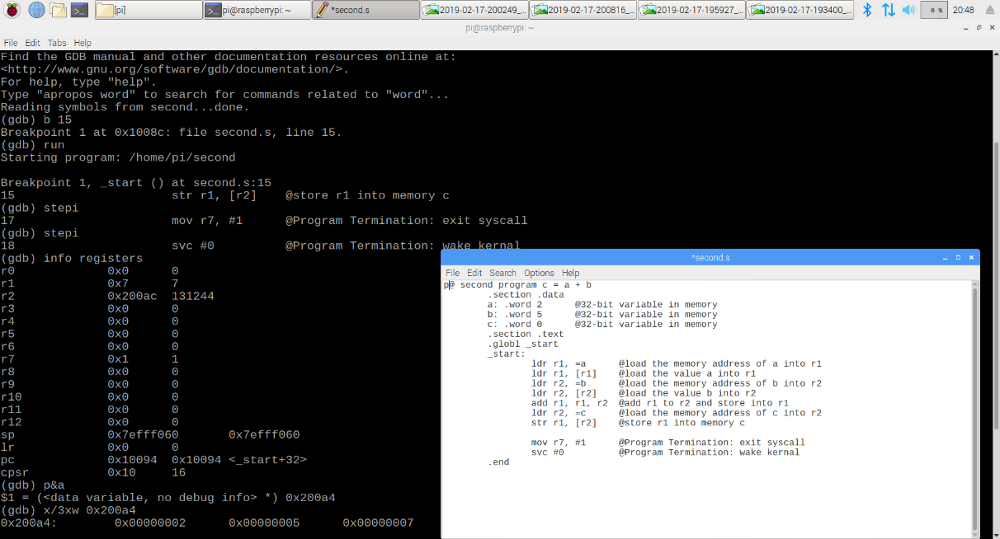 [pi]
pi@raspberrypi: ~
*second.s
2019-02-17-200249_...
2019-02-17-200816_...
2019-02-17-195927_...
2019-02-17-193400_...
0 %
20:48
pi@raspberrypi: ~
File Edit Tabs Help
Find the GDB manual and other documentation resources online at:
<http://www.gnu.org/software/gdb/documentation/>.
For help, type "help".
Type "apropos word" to search for commands related to "word"...
Reading symbols from second...done.
(gdb) b 15
Breakpoint 1 at 0x1008c: file second.s, line 15.
(gdb) run
Starting program: /home/pi/second
Breakpoint 1, _start () at second.s:15
15 str r1, [r2] @store r1 into memory c
(gdb) stepi
17 mov r7, #1 @Program Termination: exit syscall
(gdb) stepi
18 svc #0 @Program Termination: wake kernal
(gdb) info registers
r0 0x0 0
r1 0x7 7
r2 0x200ac 131244
r3 0x0 0
r4 0x0 0
r5 0x0 0
r6 0x0 0
r7 0x1 1
r8 0x0 0
r9 0x0 0
r10 0x0 0
r11 0x0 0
r12 0x0 0
sp 0x7efff060 0x7efff060
lr 0x0 0
pc 0x10094 0x10094 <_start+32>
cpsr 0x10 16
(gdb) p&a
$1 = (<data variable, no debug info> *) 0x200a4
(gdb) x/3xw 0x200a4
0x200a4: 0x00000002 0x00000005 0x00000007
*second.s
File Edit Search Options Help
p@ second program c = a + b
.section .data
a: .word 2 @32-bit variable in memory
b: .word 5 @32-bit variable in memory
c: .word 0 @32-bit variable in memory
.section .text
.globl _start
_start:
ldr r1, =a @load the memory address of a into r1
ldr r1, [r1] @load the value a into r1
ldr r2, =b @load the memory address of b into r2
ldr r2, [r2] @load the value b into r2
add r1, r1, r2 @add r1 to r2 and store into r1
ldr r2, =c @load the memory address of c into r2
str r1, [r2] @store r1 into memory c
mov r7, #1 @Program Termination: exit syscall
svc #0 @Program Termination: wake kernal
.end